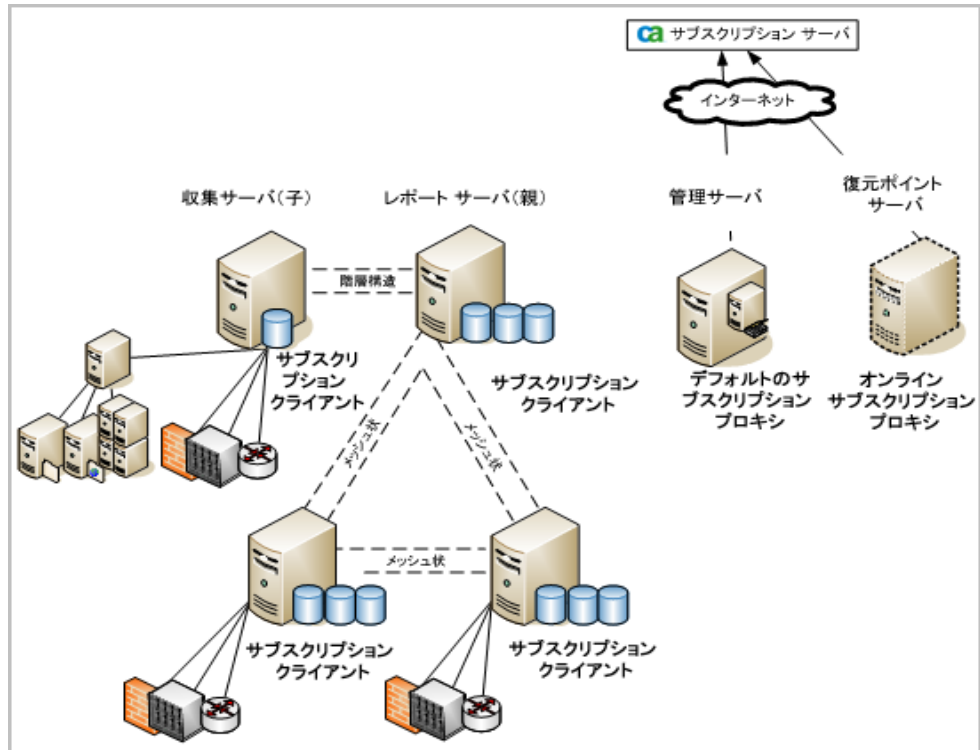 ca サブスクリプション サーバ
インターネット
収集サーバ(子)
レポート サーバ(親)
管理サーバ
復元ポイント
サーバ
階層構造
サブスクリ
プション
クライアント
サブスクリプション
クライアント
デフォルトのサ
ブスクリプション
プロキシ
オンライン
サブスクリプション
プロキシ
メッシュ状
メッシュ状
メッシュ状
サブスクリプション
クライアント
サブスクリプション
クライアント